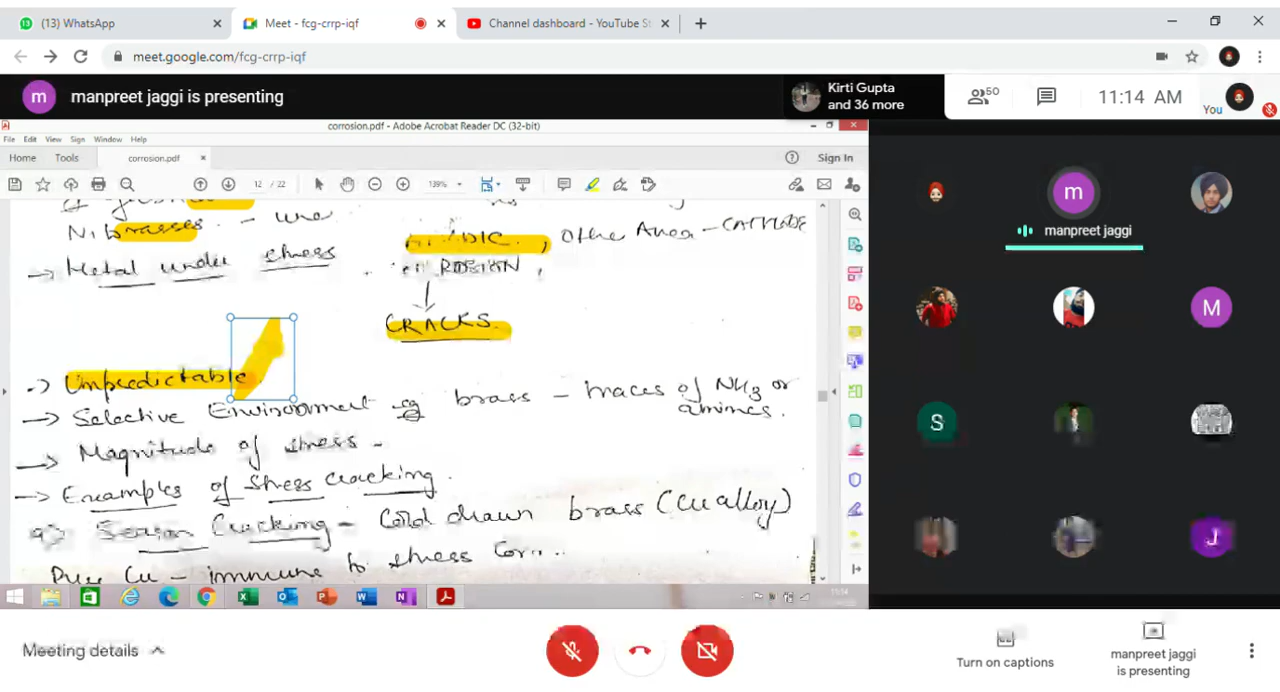 (13) WhatsApp
Meet - fcg-crrp-iqf
Channel dashboard - YouTube St
meet.google.com/fcg-crrp-iqf
m
manpreet jaggi is presenting
Kirti Gupta
and 36 more
50
11:14 AM
You
corrosion.pdf - Adobe Acrobat Reader DC (32-bit)
File Edit View Sign Window Help
Home Tools corrosion.pdf
Sign In
12 / 22
139%
Ni brasses -
, Other Area - CATHODE
→ Metal under stress
CRACKS
→ Unpredictable
→ Selective Environment eg brass - traces of NH3 or
amines.
→ Magnitude of stress -
→ Examples of stress cracking.
a) Season Cracking - Cold drawn brass (Cu alloy)
Pure Cu - immune to stress Corr
m
manpreet jaggi
M
S
J
11:14
Meeting details
Turn on captions
manpreet jaggi
is presenting